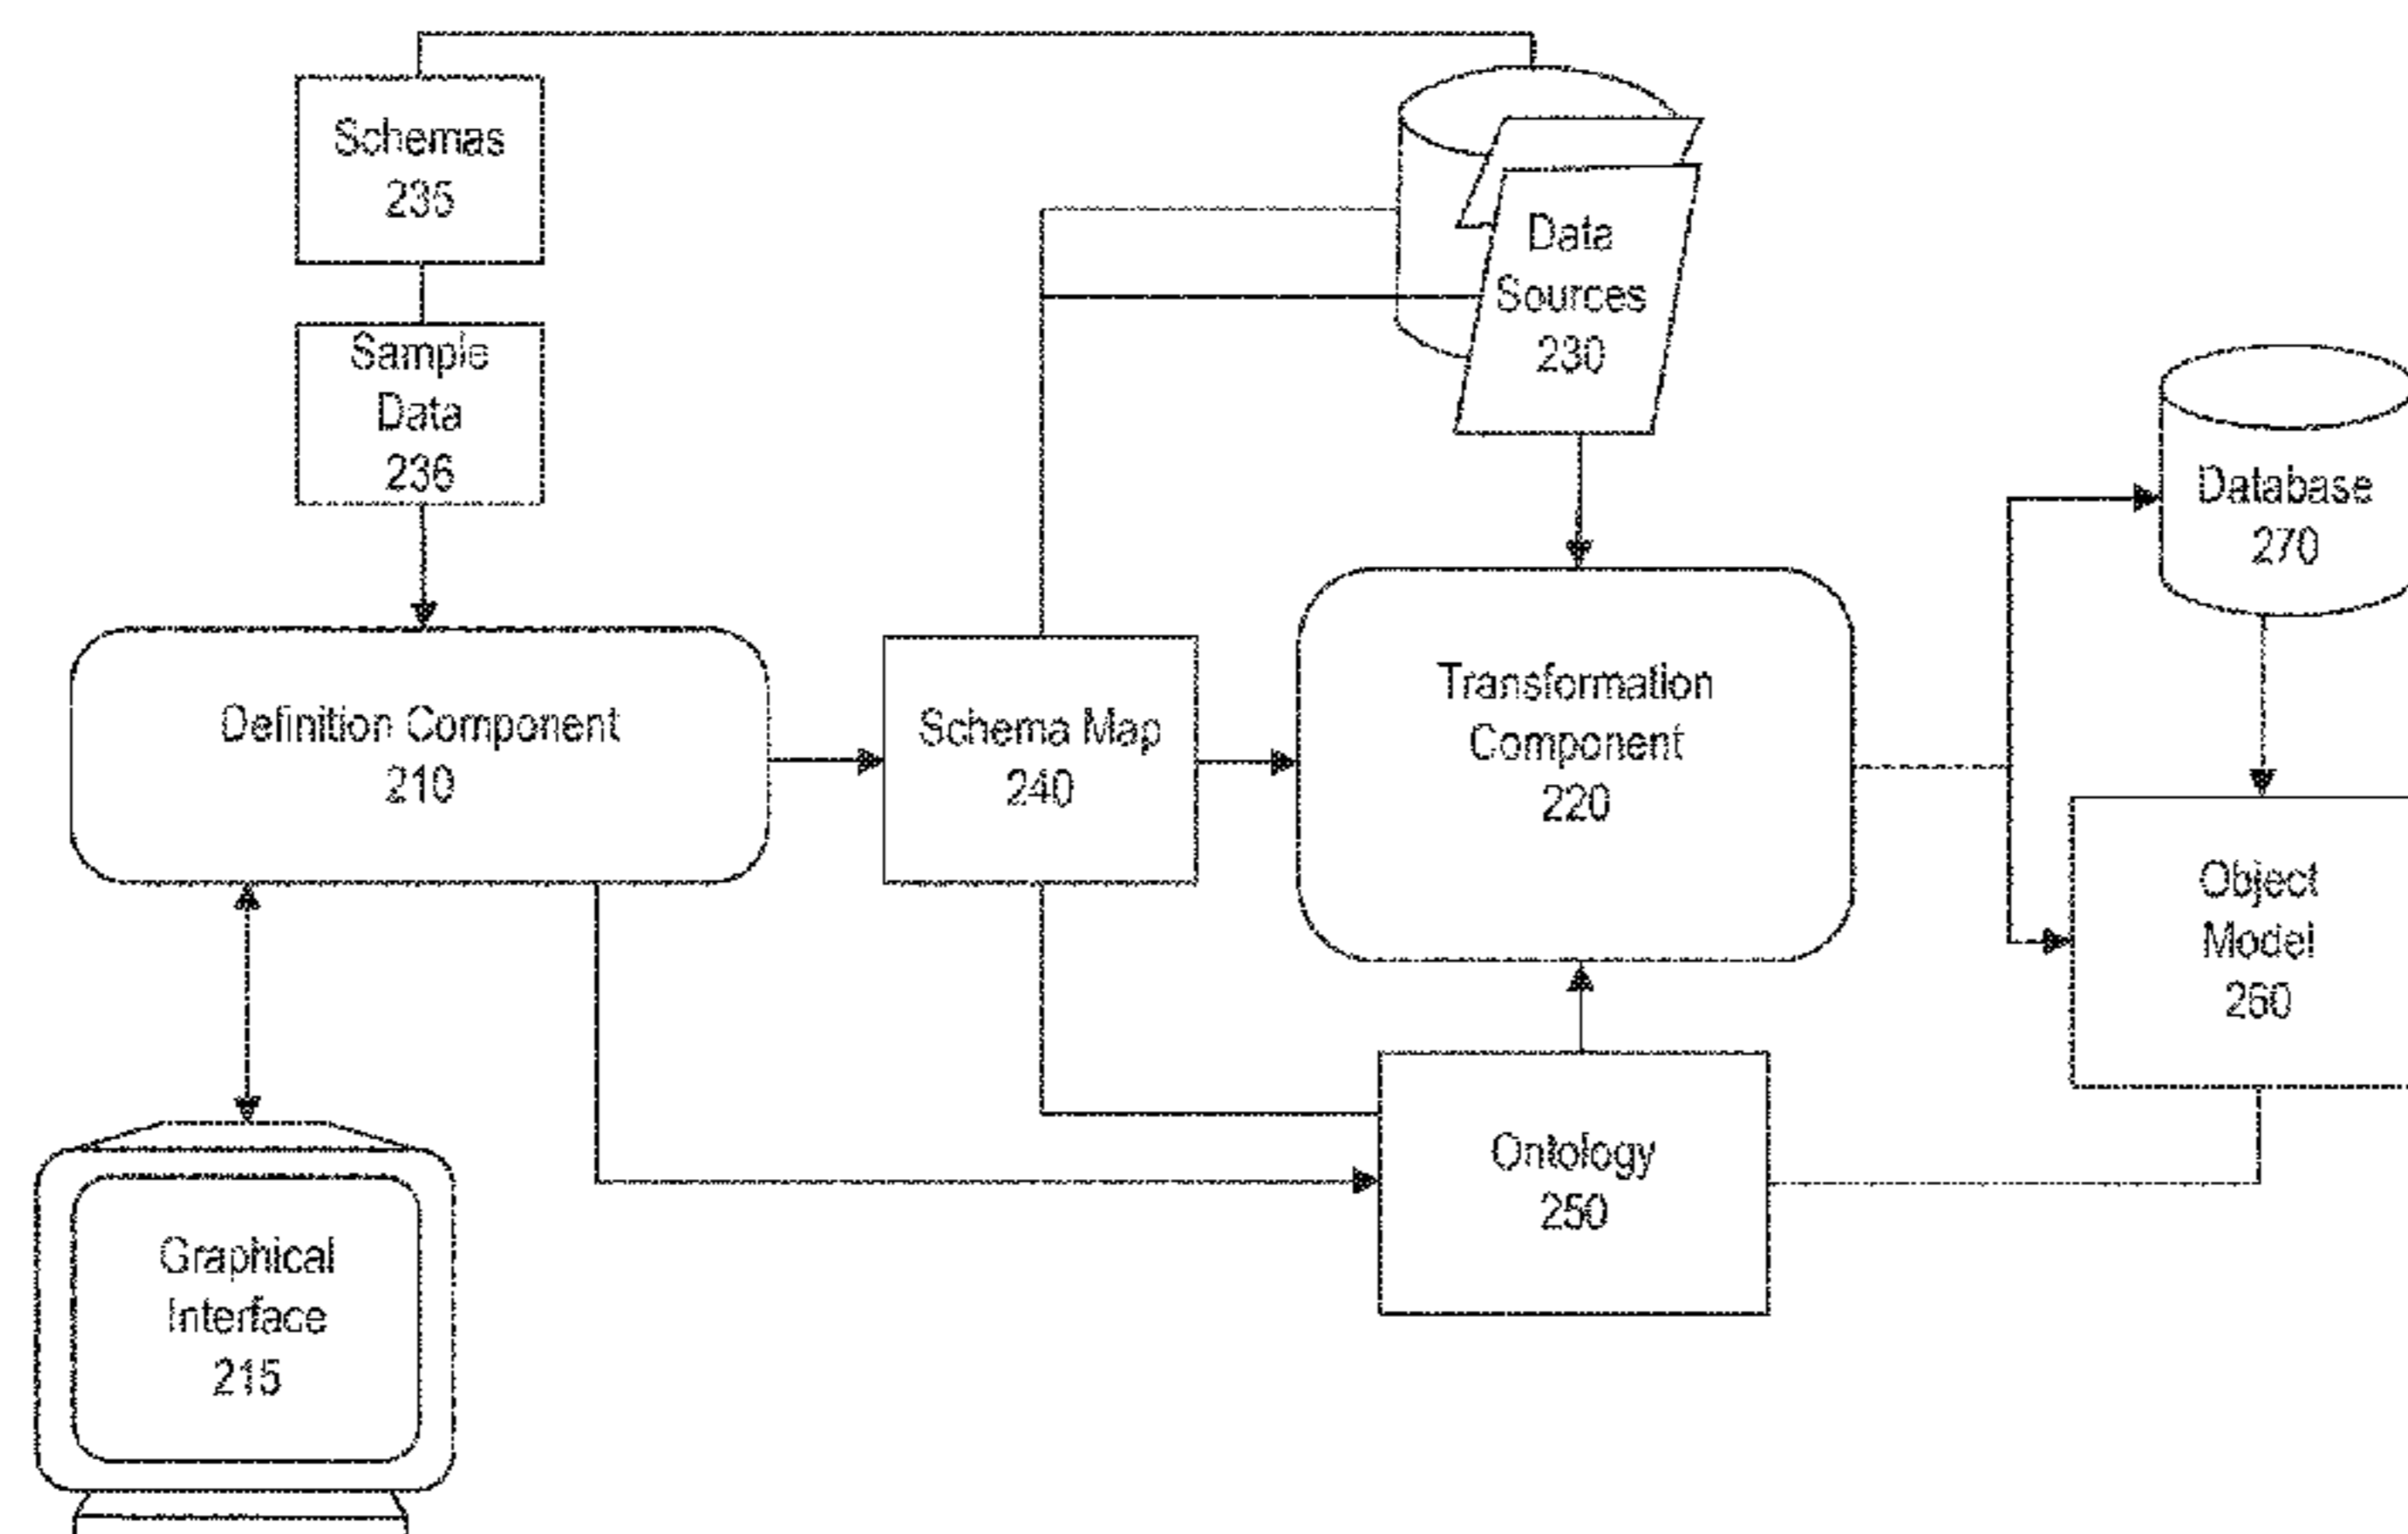 Schemas
235
Sample
Data
236
Data
Sources
230
Database
270
Definition Component
210
Schema Map
240
Transformation
Component
220
Object
Model
260
Ontology
250
Graphical
Interface
215